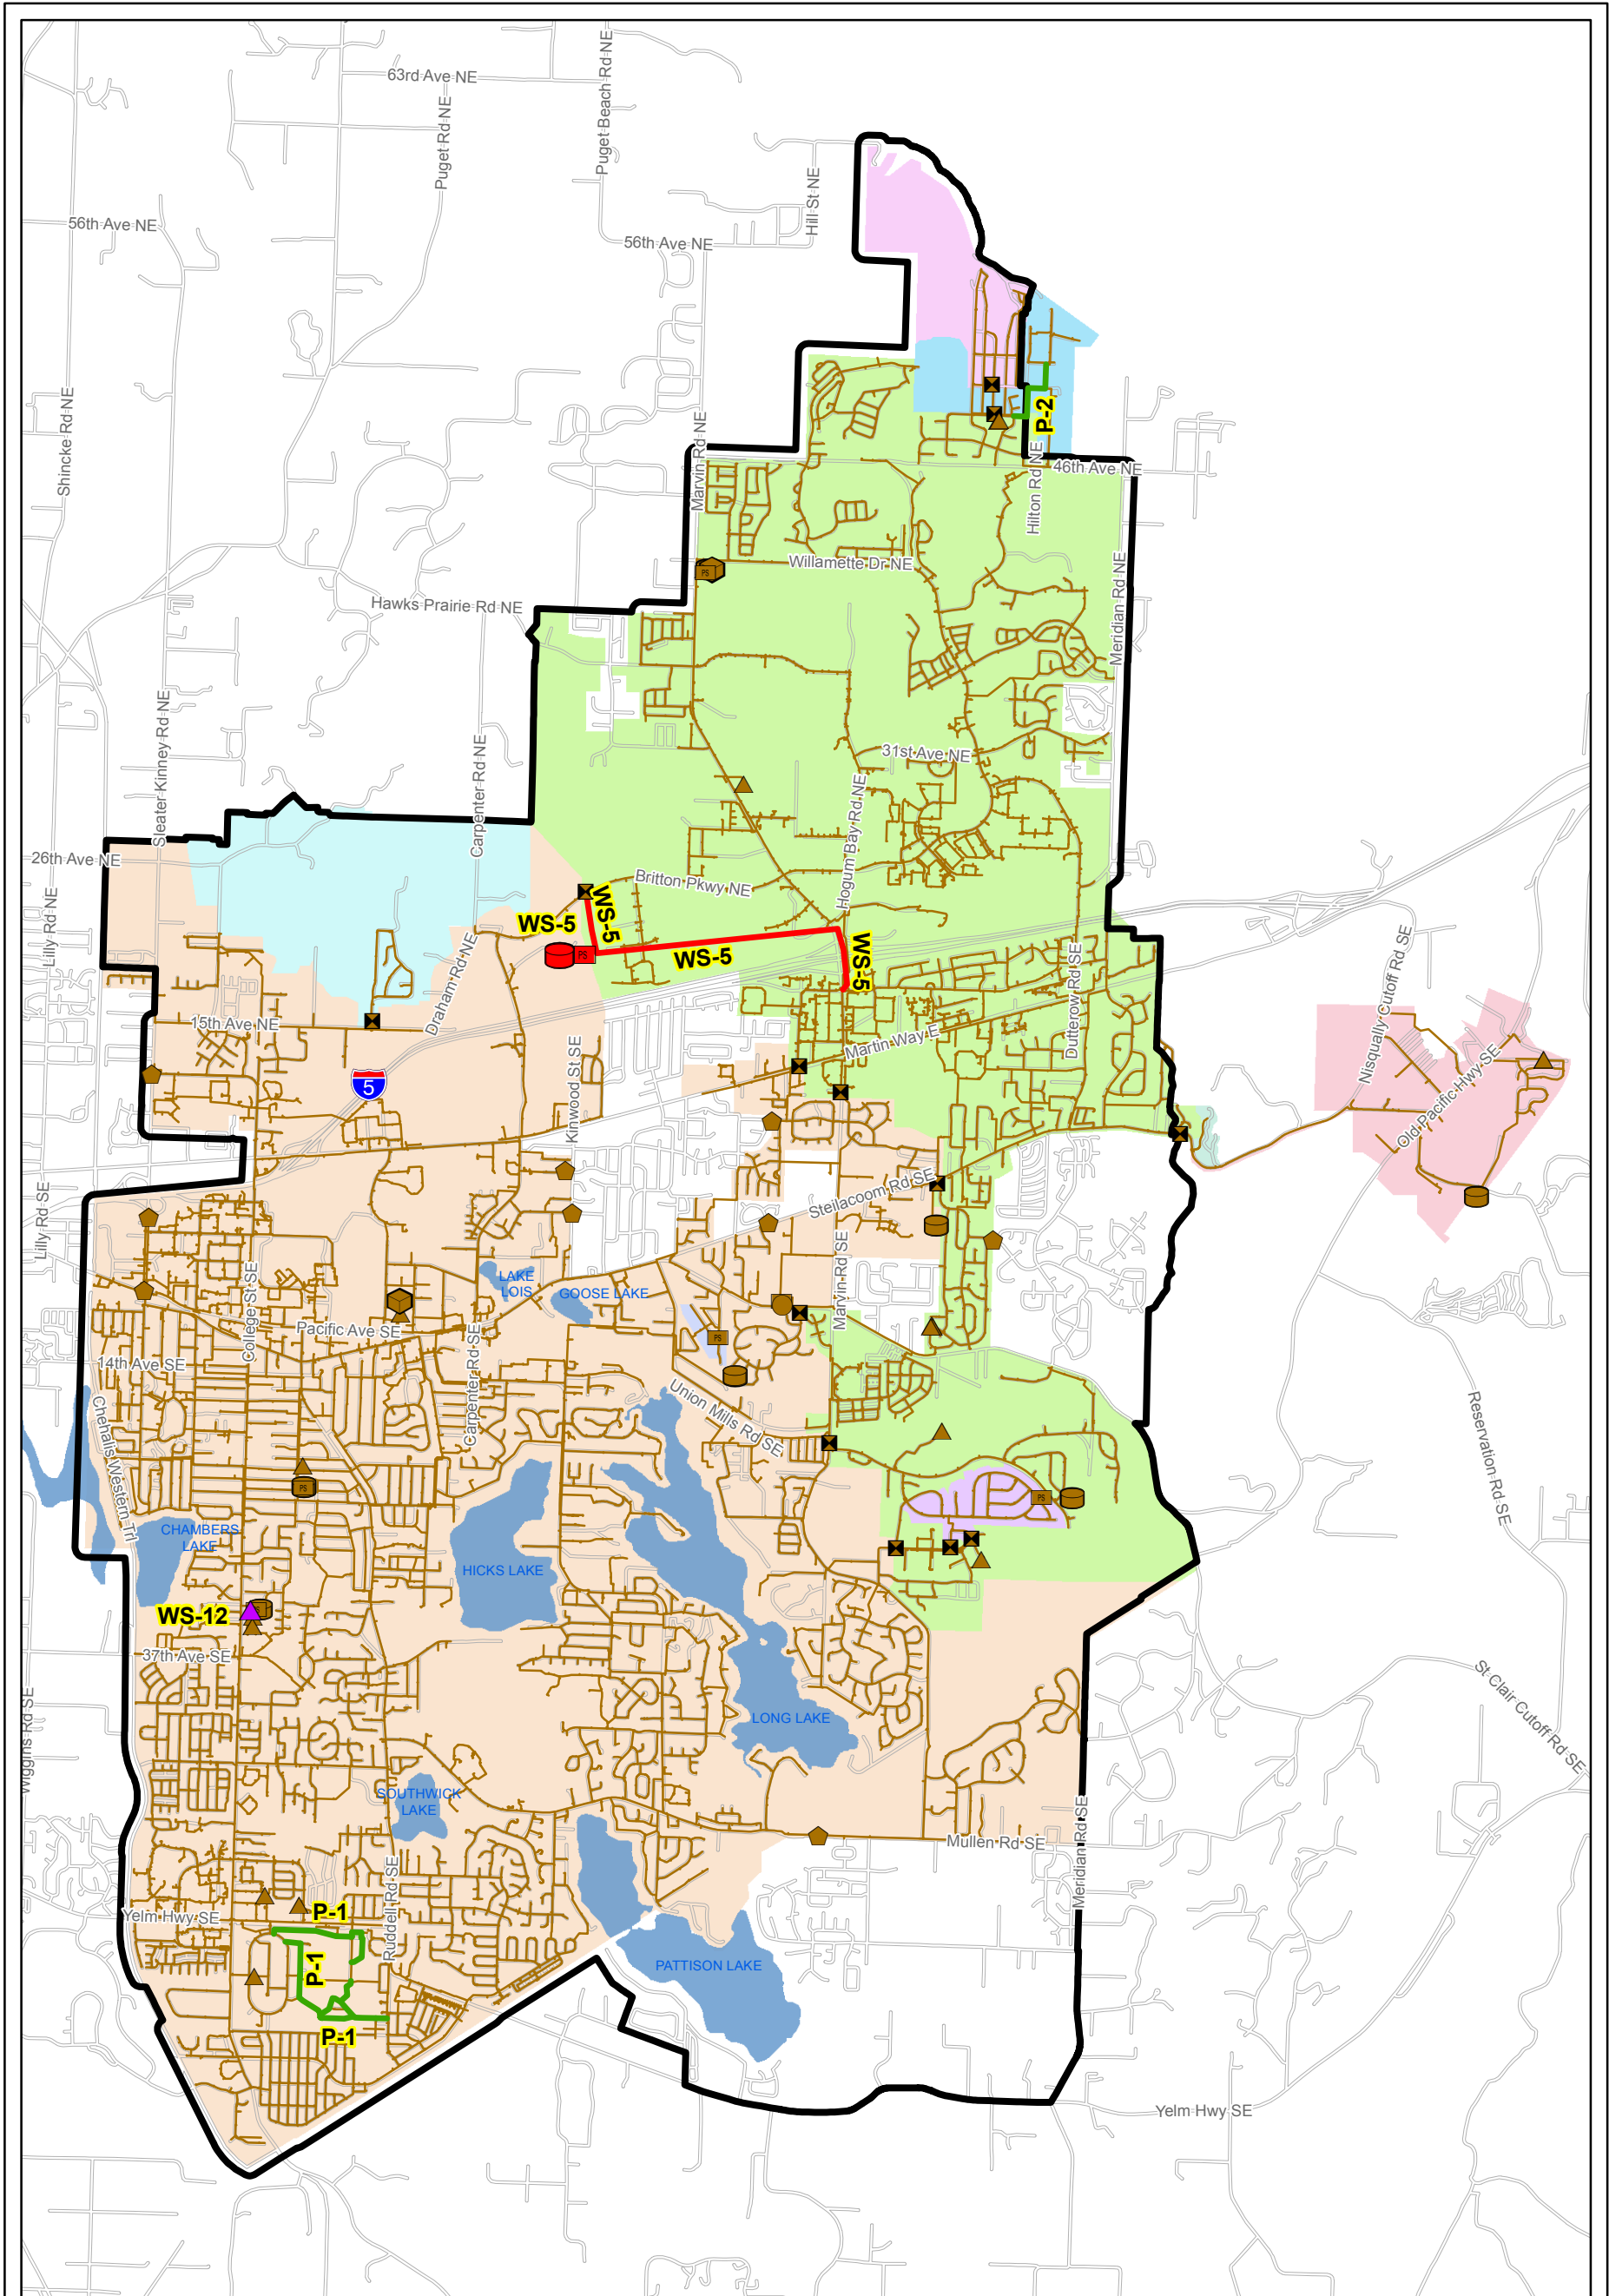 63rd Ave NE
Puget Rd NE
Puget Beach Rd NE
Hill St NE
56th Ave NE
56th Ave NE
Shincke Rd NE
Marvin Rd NE
P-2
Hilton Rd NE
46th Ave NE
Willamette Dr NE
PS
Hawks Prairie Rd NE
Meridian Rd NE
Sleater Kinney Rd NE
Carpenter Rd NE
31st Ave NE
Hogum Bay Rd NE
26th Ave NE
Lilly Rd NE
Britton Pkwy NE
WS-5
WS-5
PS
WS-5
WS-5
Draham Rd NE
Dutterow Rd SE
Nisqually Cutoff Rd SE
15th Ave NE
Martin Way E
Kinwood St SE
5
Old Pacific Hwy SE
Lilly Rd SE
Steilacoom Rd SE
College St SE
LAKE
LOIS
GOOSE LAKE
Marvin Rd SE
Pacific Ave SE
PS
14th Ave SE
Carpenter Rd SE
Chehalis Western Trl
Union Mills Rd SE
Reservation Rd SE
PS
PS
CHAMBERS
LAKE
HICKS LAKE
WS-12
37th Ave SE
Wiggins Rd SE
LONG LAKE
St Clair Cutoff Rd SE
SOUTHWICK
LAKE
Mullen Rd SE
Meridian Rd SE
Ruddell Rd SE
Yelm Hwy SE
P-1
P-1
P-1
PATTISON LAKE
Yelm Hwy SE